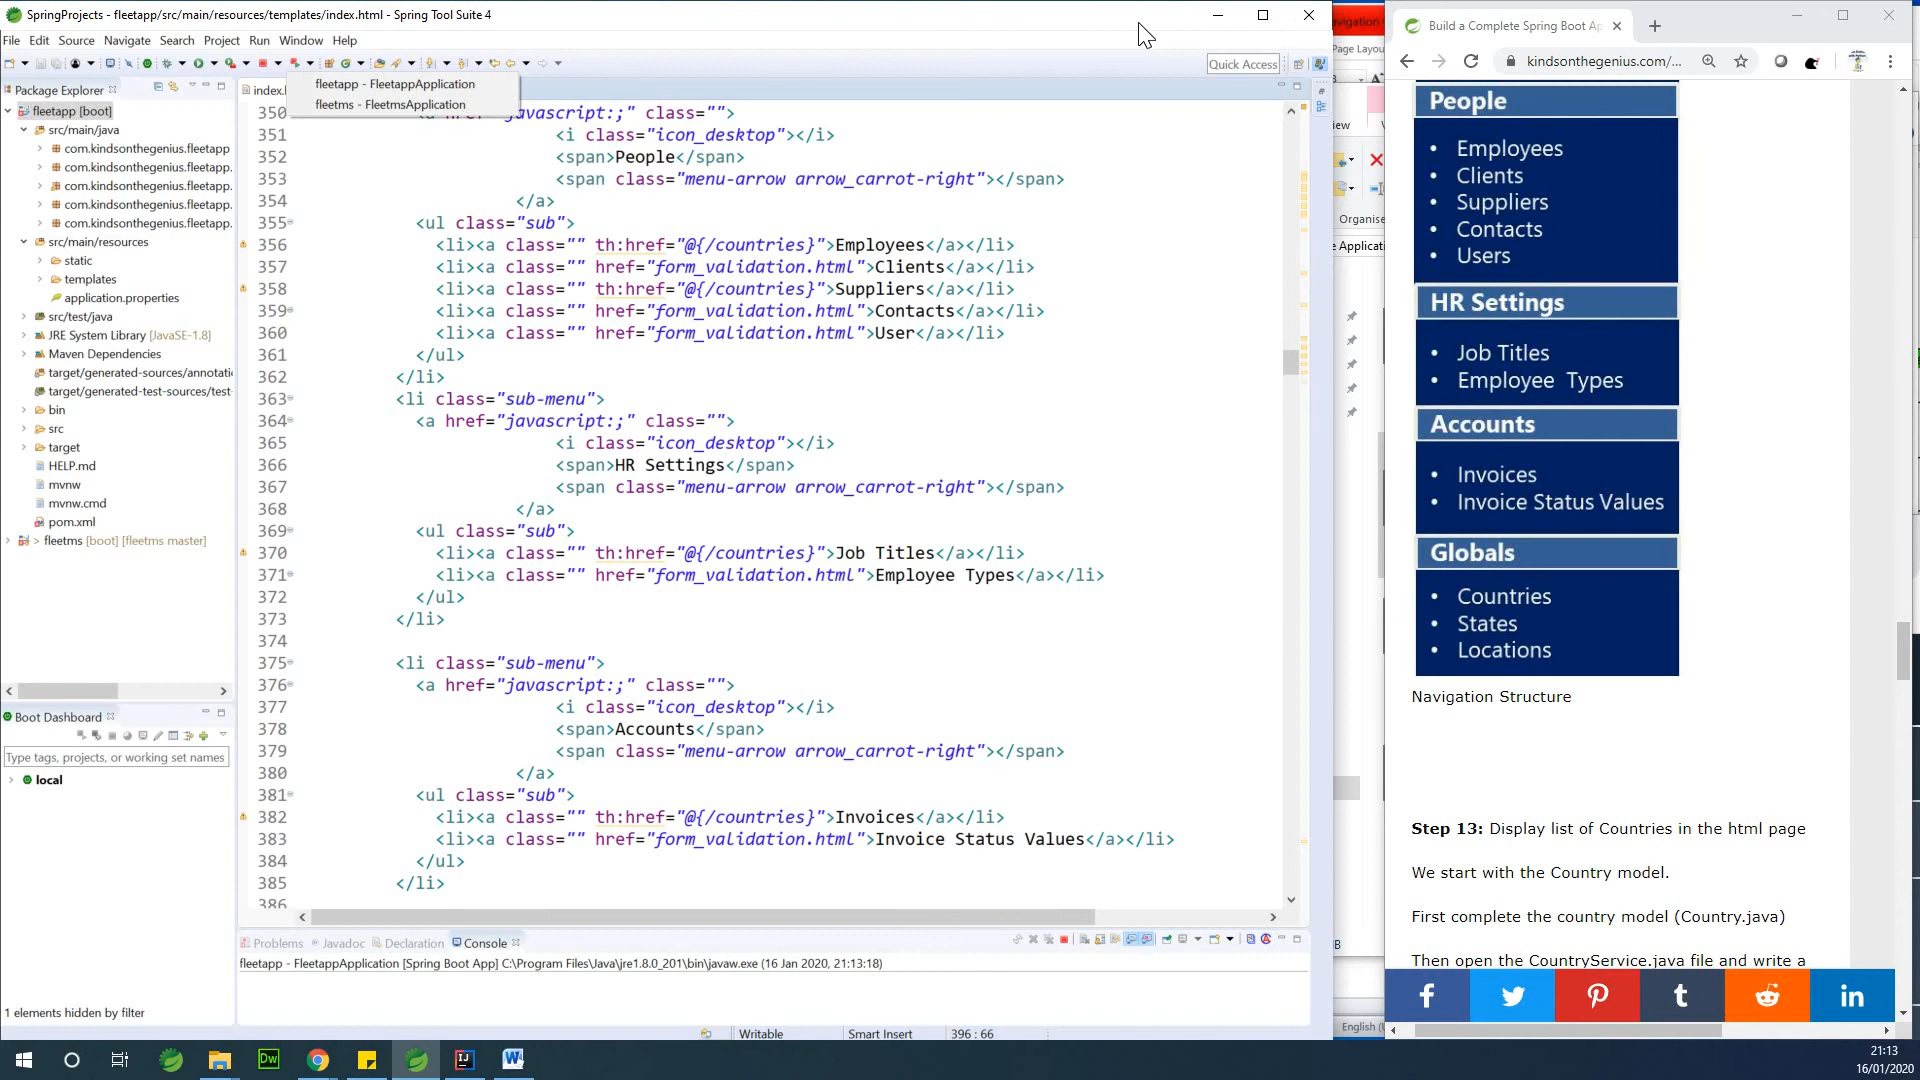 SpringProjects - fleetapp/src/main/resources/templates/index.html - Spring Tool Suite 4
File Edit Source Navigate Search Project Run Window Help
Quick Access
Package Explorer
fleetapp [boot]
src/main/java
com.kindsonthegenius.fleetapp
com.kindsonthegenius.fleetapp.
com.kindsonthegenius.fleetapp.
com.kindsonthegenius.fleetapp.
com.kindsonthegenius.fleetapp.
src/main/resources
static
templates
application.properties
src/test/java
JRE System Library [JavaSE-1.8]
Maven Dependencies
target/generated-sources/annotati
target/generated-test-sources/test-
bin
src
target
HELP.md
mvnw
mvnw.cmd
pom.xml
> fleetms [boot] [fleetms master]
Boot Dashboard
Type tags, projects, or working set names
local
1 elements hidden by filter
fleetapp - FleetappApplication
fleetms - FleetmsApplication
350 href="javascript:;" class="">
351 <i class="icon_desktop"></i>
352 <span>People</span>
353 <span class="menu-arrow arrow_carrot-right"></span>
354 </a>
355 <ul class="sub">
356 <li><a class="" th:href="@{/countries}">Employees</a></li>
357 <li><a class="" href="form_validation.html">Clients</a></li>
358 <li><a class="" th:href="@{/countries}">Suppliers</a></li>
359 <li><a class="" href="form_validation.html">Contacts</a></li>
360 <li><a class="" href="form_validation.html">User</a></li>
361 </ul>
362 </li>
363 <li class="sub-menu">
364 <a href="javascript:;" class="">
365 <i class="icon_desktop"></i>
366 <span>HR Settings</span>
367 <span class="menu-arrow arrow_carrot-right"></span>
368 </a>
369 <ul class="sub">
370 <li><a class="" th:href="@{/countries}">Job Titles</a></li>
371 <li><a class="" href="form_validation.html">Employee Types</a></li>
372 </ul>
373 </li>
374
375 <li class="sub-menu">
376 <a href="javascript:;" class="">
377 <i class="icon_desktop"></i>
378 <span>Accounts</span>
379 <span class="menu-arrow arrow_carrot-right"></span>
380 </a>
381 <ul class="sub">
382 <li><a class="" th:href="@{/countries}">Invoices</a></li>
383 <li><a class="" href="form_validation.html">Invoice Status Values</a></li>
384 </ul>
385 </li>
386
Problems Javadoc Declaration Console
fleetapp - FleetappApplication [Spring Boot App] C:\Program Files\Java\jre1.8.0_201\bin\javaw.exe (16 Jan 2020, 21:13:18)
Writable Smart Insert 396 : 66
Page Layou
Organise
Build a Complete Spring Boot Ap
kindsonthegenius.com/...
People
• Employees
• Clients
• Suppliers
• Contacts
• Users
HR Settings
• Job Titles
• Employee Types
Accounts
• Invoices
• Invoice Status Values
Globals
• Countries
• States
• Locations
Navigation Structure
Step 13: Display list of Countries in the html page
We start with the Country model.
First complete the country model (Country.java)
Then open the CountryService.java file and write a
21:13
16/01/2020